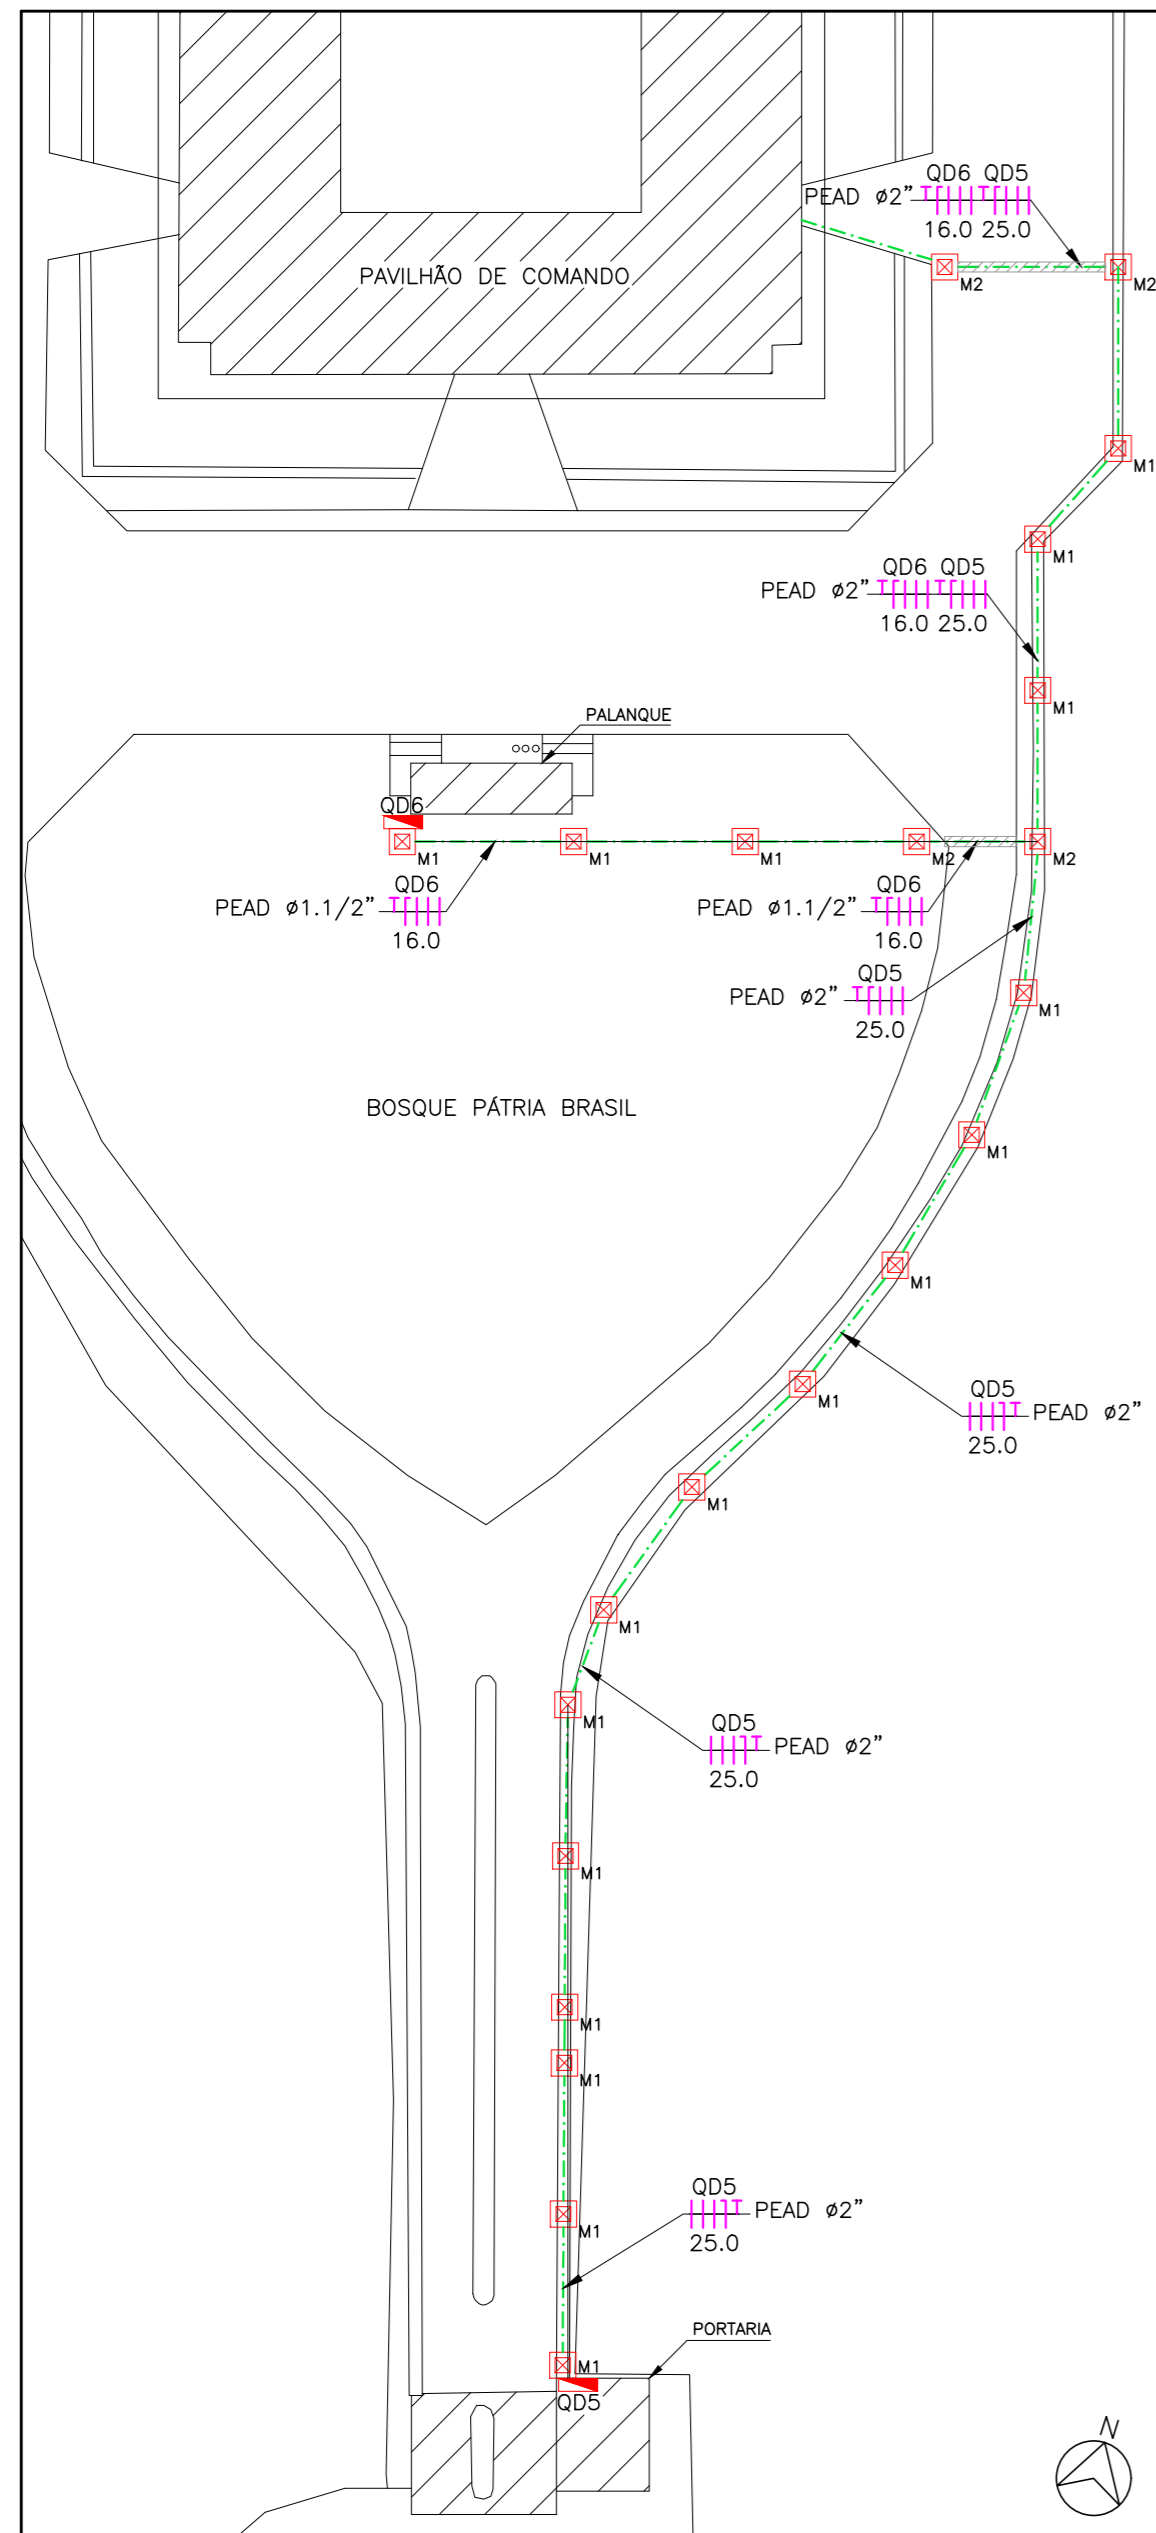 QD6 QD5
PEAD ø2"
16.0 25.0
PAVILHÃO DE COMANDO
M2
M2
M1
M1
QD6 QD5
PEAD ø2"
16.0 25.0
M1
PALANQUE
QD6
M1
M1
M1
M2
M2
QD6
PEAD ø1.1/2"
16.0
QD6
PEAD ø1.1/2"
16.0
QD5
PEAD ø2"
25.0
M1
BOSQUE PÁTRIA BRASIL
M1
M1
M1
QD5
PEAD ø2"
25.0
M1
M1
M1
QD5
PEAD ø2"
25.0
M1
M1
M1
QD5
PEAD ø2"
25.0
M1
PORTARIA
M1
QD5
N